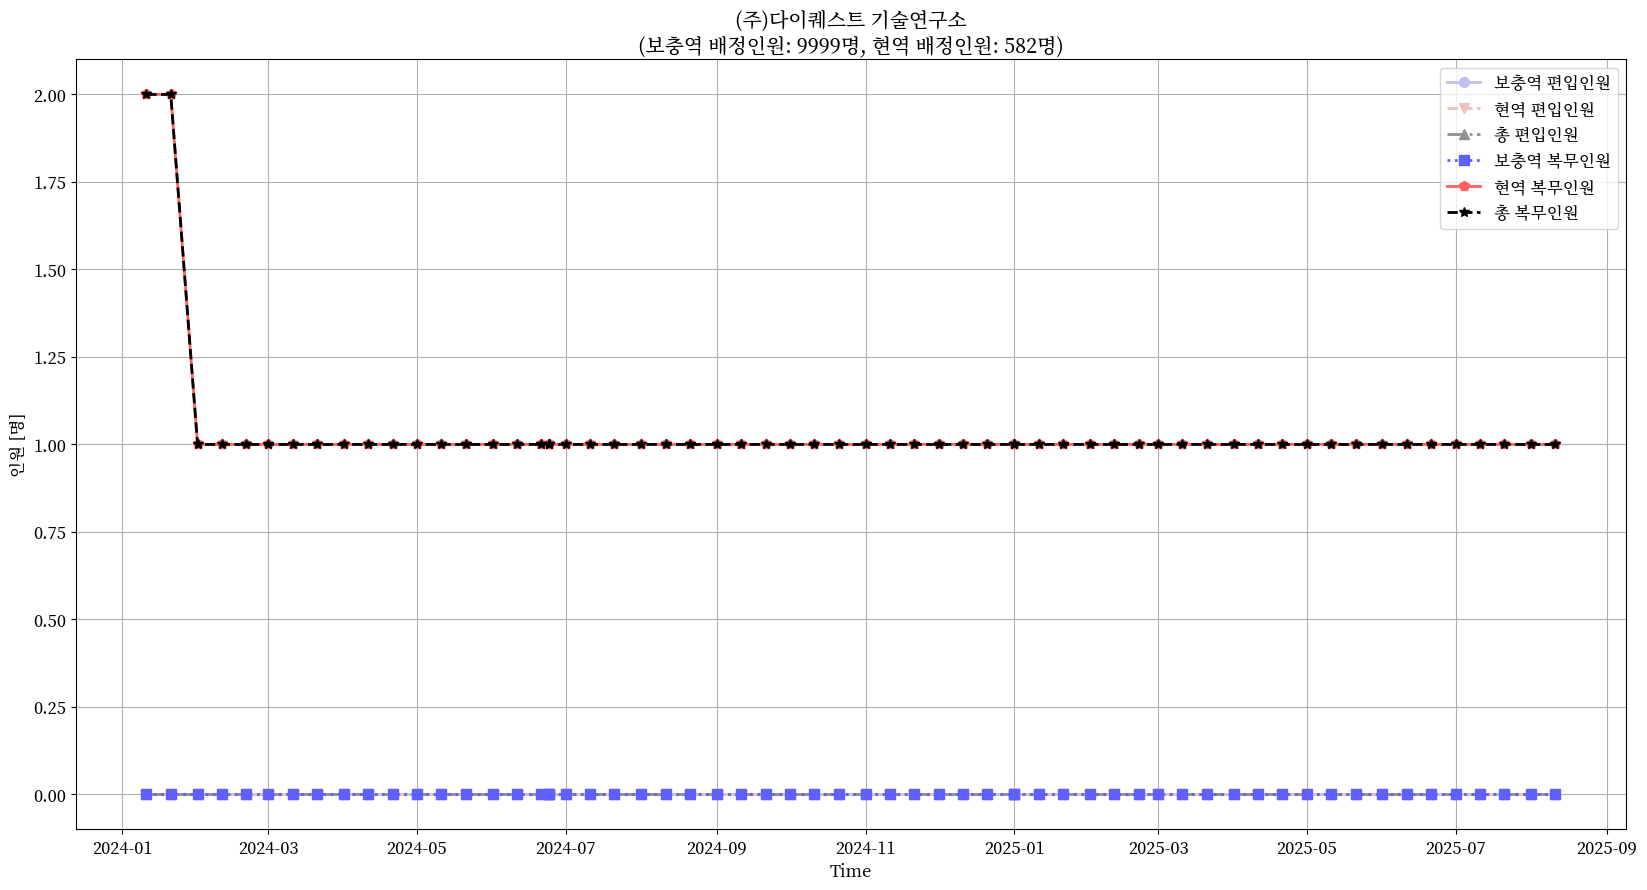 (주)다이퀘스트 기술연구소
(보충역 배정인원: 9999명, 현역 배정인원: 582명)
보충역 편입인원
현역 편입인원
총 편입인원
보충역 복무인원
현역 복무인원
총 복무인원
2.00
1.75
1.50
1.25
1.00
0.75
0.50
0.25
0.00
인원 [명]
2024-01 2024-03 2024-05 2024-07 2024-09 2024-11 2025-01 2025-03 2025-05 2025-07 2025-09
Time